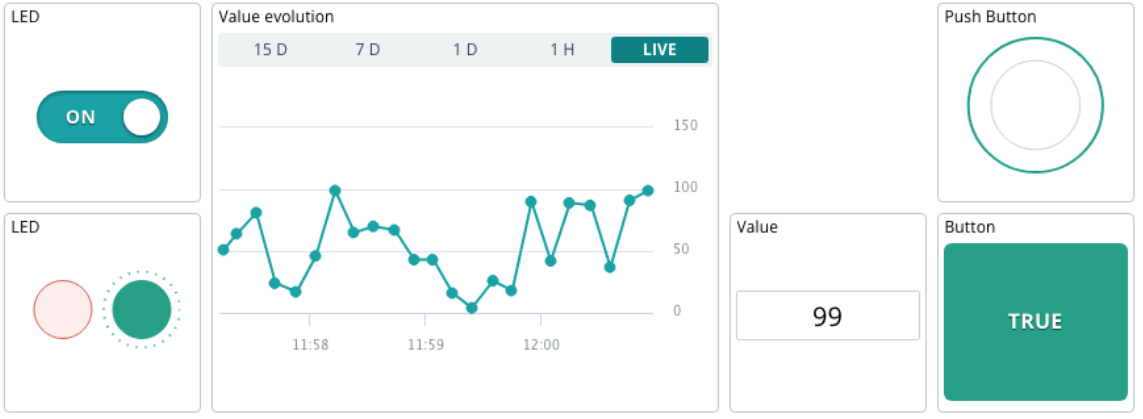 LED
ON
Value evolution
15 D 7 D 1 D 1 H LIVE
150
100
50
0
11:58 11:59 12:00
Push Button
LED
Value
99
Button
TRUE